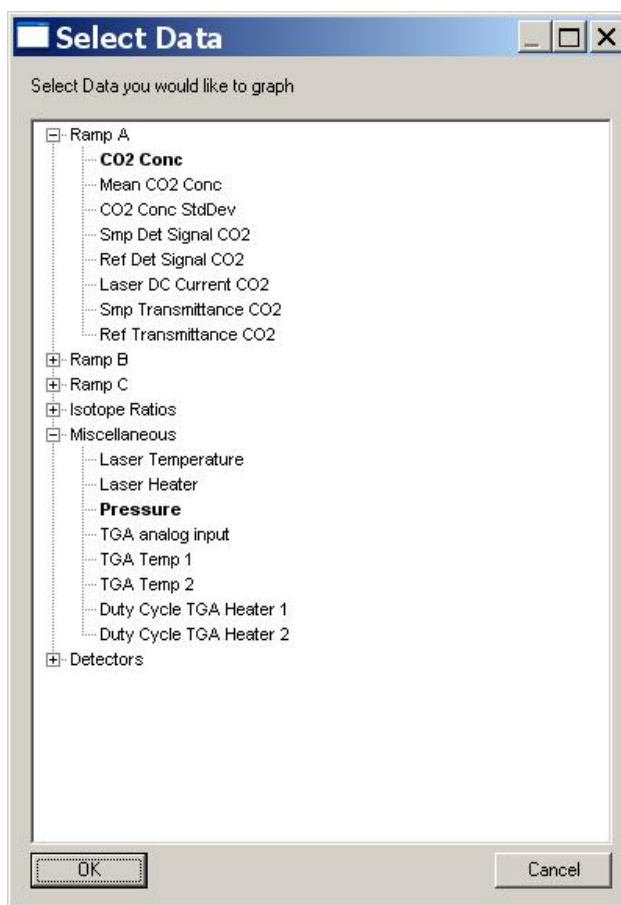 Select Data
Select Data you would like to graph
Ramp A
CO2 Conc
Mean CO2 Conc
CO2 Conc StdDev
Smp Det Signal CO2
Ref Det Signal CO2
Laser DC Current CO2
Smp Transmittance CO2
Ref Transmittance CO2
Ramp B
Ramp C
Isotope Ratios
Miscellaneous
Laser Temperature
Laser Heater
Pressure
TGA analog input
TGA Temp 1
TGA Temp 2
Duty Cycle TGA Heater 1
Duty Cycle TGA Heater 2
Detectors
OK Cancel